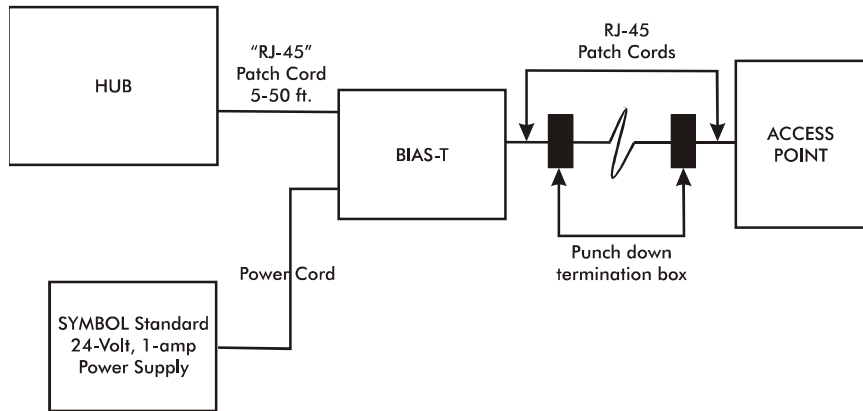 HUB
“RJ-45”
Patch Cord
5-50 ft.
BIAS-T
RJ-45
Patch Cords
ACCESS
POINT
Punch down
termination box
Power Cord
SYMBOL Standard
24-Volt, 1-amp
Power Supply